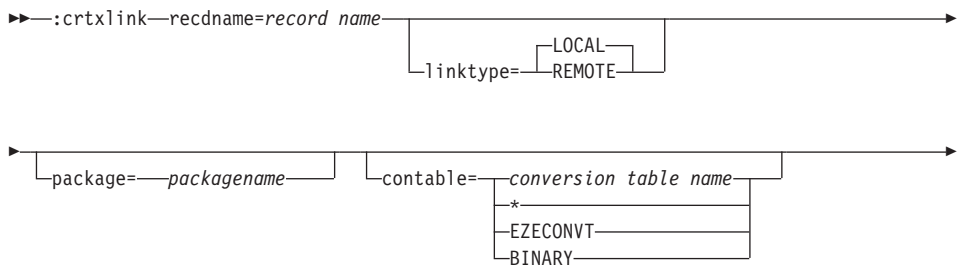 :crtxlink recdname=record name
LOCAL
linktype= REMOTE
package= packagename contable= conversion table name
*
EZECONVT
BINARY